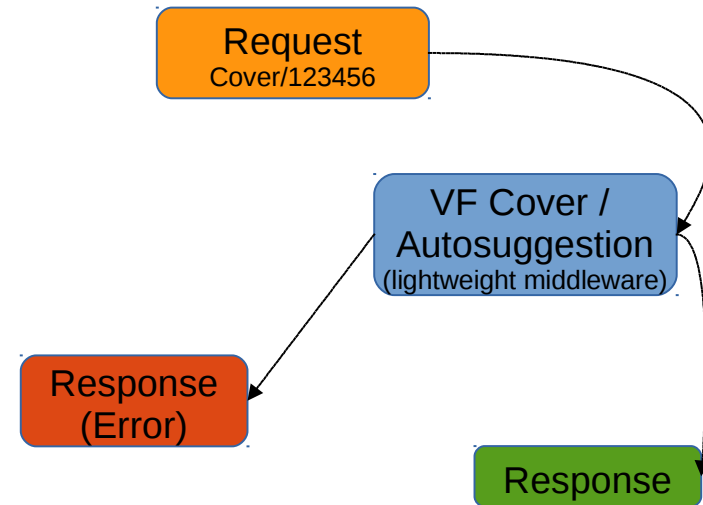 Request
Cover/123456
VF Cover /
Autosuggestion
(lightweight middleware)
Response
(Error)
Response